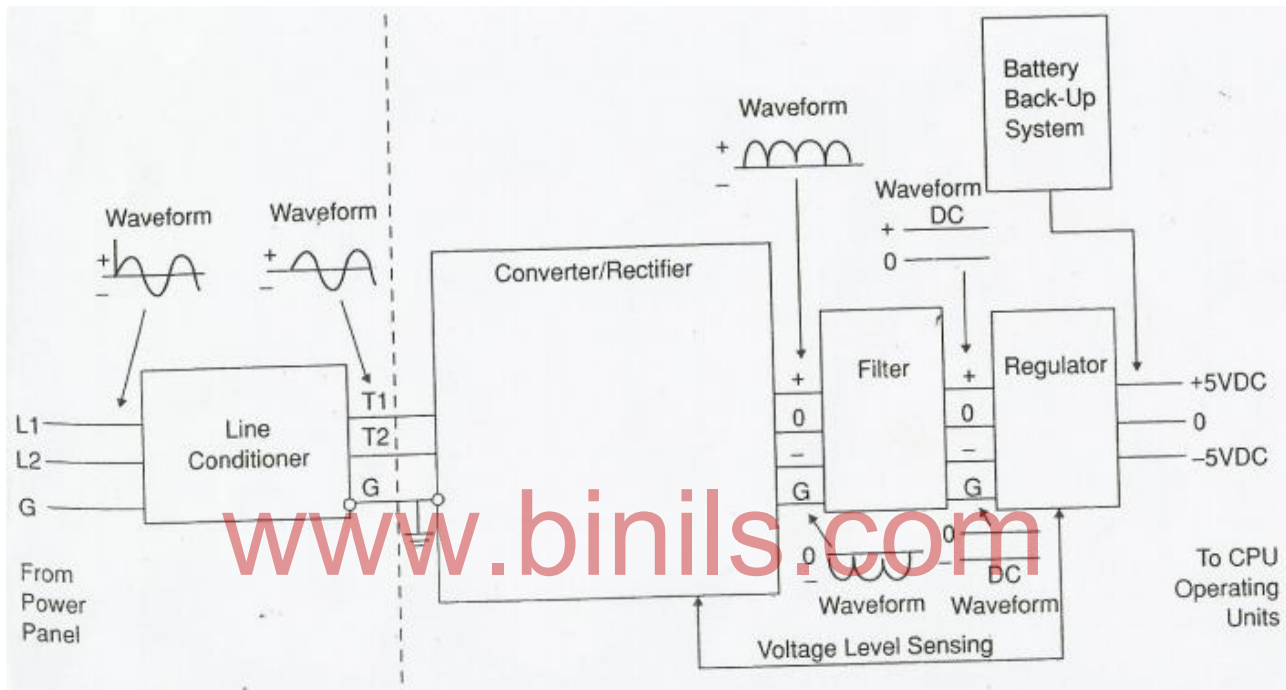 Battery
Back-Up
System
Waveform
+
–
Waveform
DC
+
0
Waveform
+
–
Waveform
+
–
Converter/Rectifier
Filter
Regulator
Line
Conditioner
L1
L2
G
T1
T2
G
+
0
–
G
+
0
–
G
+5VDC
0
–5VDC
www.binils.com
0
–
Waveform
0
–
DC
Waveform
From
Power
Panel
To CPU
Operating
Units
Voltage Level Sensing